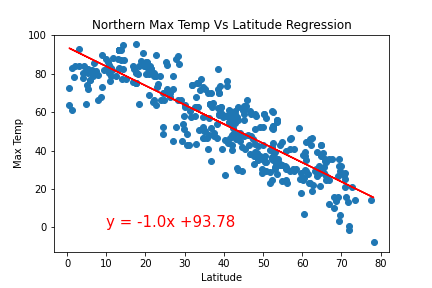 Northern Max Temp Vs Latitude Regression
100
80
60
40
20
0
Max Temp
y = -1.0x +93.78
0 10 20 30 40 50 60 70 80
Latitude